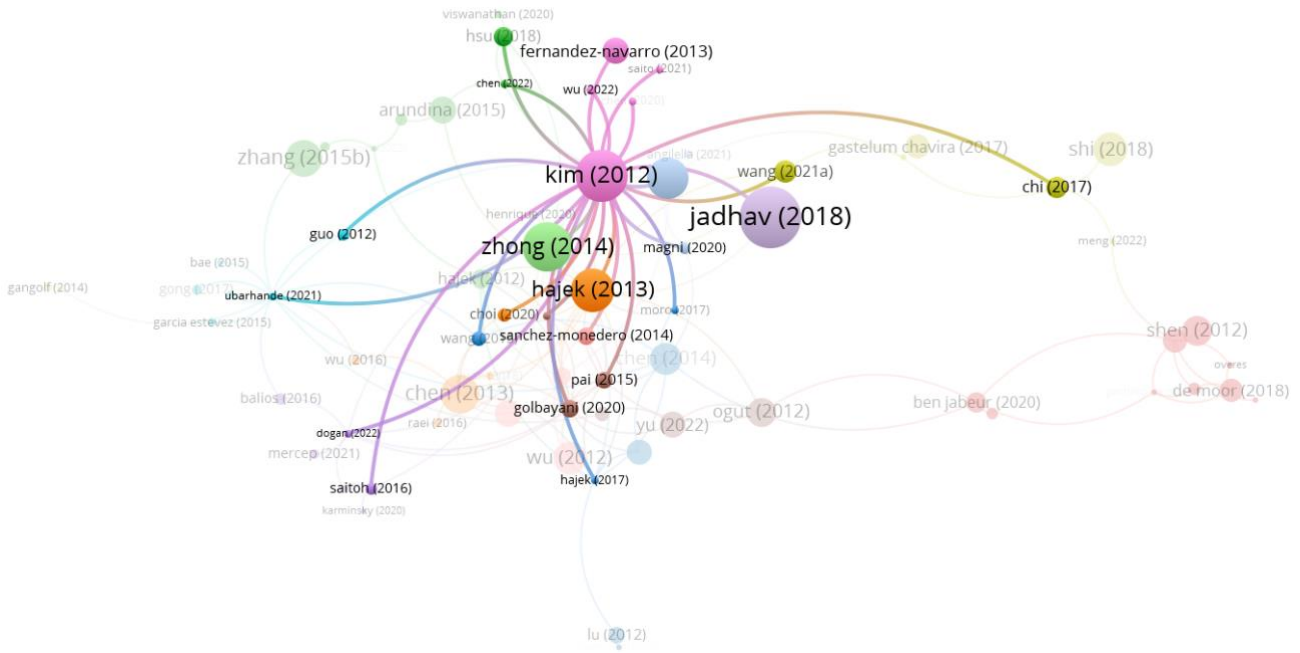 viswanathan (2020)
hsu (2018)
fernandez-navarro (2013)
saito (2021)
chen (2022)
wu (2022)
arundina (2015)
zhang (2015b)
angilella (2021)
gastelum chavira (2017)
shi (2018)
kim (2012)
wang (2021a)
chi (2017)
henrique (2020)
jadhav (2018)
guo (2012)
zhong (2014)
magni (2020)
meng (2022)
bae (2015)
hajek (2012)
gangolf (2014)
gong (2017)
ubarhande (2021)
hajek (2013)
garcia estevez (2015)
choi (2020)
moro (2017)
shen (2012)
sanchez-monedero (2014)
wu (2016)
chen (2014)
overes
pai (2015)
de moor (2018)
balios (2016)
chen (2013)
golbayani (2020)
ogut (2012)
ben jabeur (2020)
raei (2016)
yu (2022)
dogan (2022)
mercep (2021)
wu (2012)
saitoh (2016)
hajek (2017)
karminsky (2020)
lu (2012)